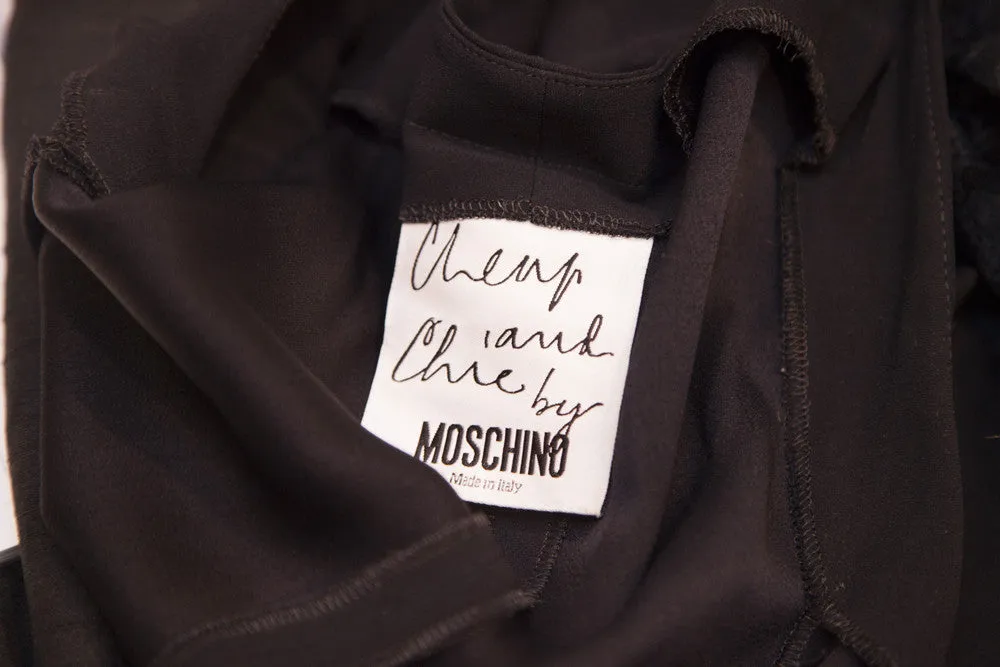 Cheap
and
Chic by
MOSCHINO
Made in Italy